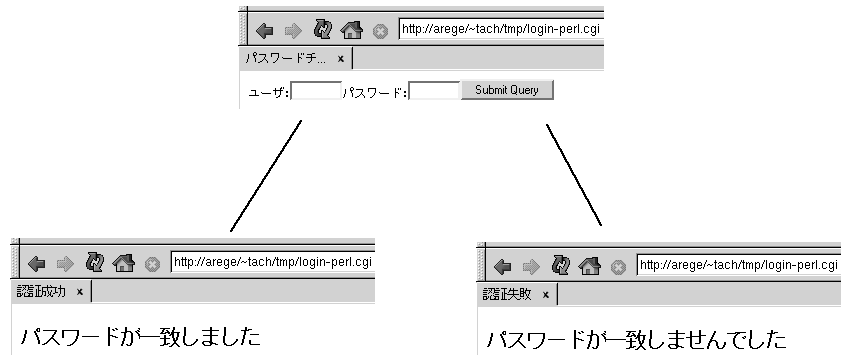 http://arege/~tach/tmp/login-perl.cgi
パスワードチ... x
ユーザ: パスワード: Submit Query
http://arege/~tach/tmp/login-perl.cgi
認証成功 x
パスワードが一致しました
http://arege/~tach/tmp/login-perl.cgi
認証失敗 x
パスワードが一致しませんでした